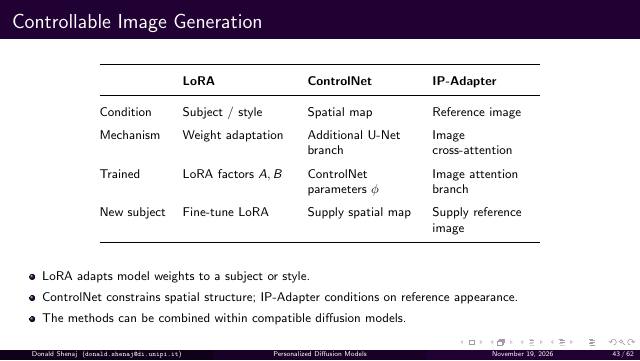 Controllable Image Generation
LoRA ControlNet IP-Adapter
Condition Subject / style Spatial map Reference image
Mechanism Weight adaptation Additional U-Net branch Image cross-attention
Trained LoRA factors A, B ControlNet parameters ϕ Image attention branch
New subject Fine-tune LoRA Supply spatial map Supply reference image
LoRA adapts model weights to a subject or style.
ControlNet constrains spatial structure; IP-Adapter conditions on reference appearance.
The methods can be combined within compatible diffusion models.
Donald Shenaj (donald.shenaj@di.unipi.it) Personalized Diffusion Models November 19, 2026 43 / 62